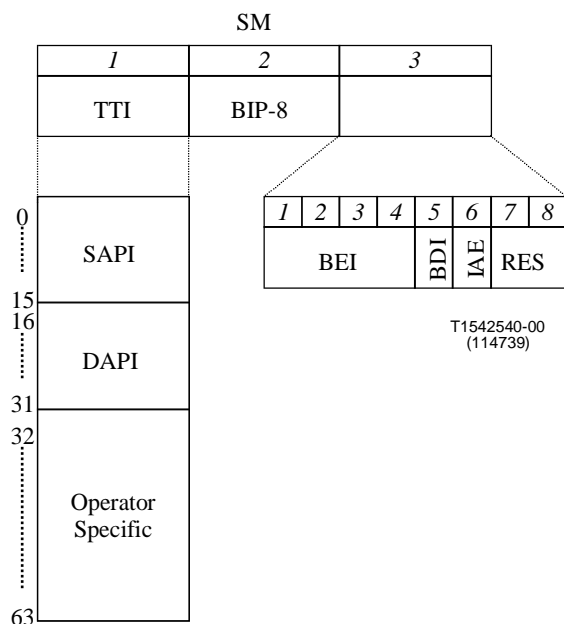 SM
1 2 3
TTI BIP-8
0
SAPI
15
16
DAPI
31
32
Operator
Specific
63
1 2 3 4 5 6 7 8
BEI BDI IAE RES
T1542540-00
(114739)